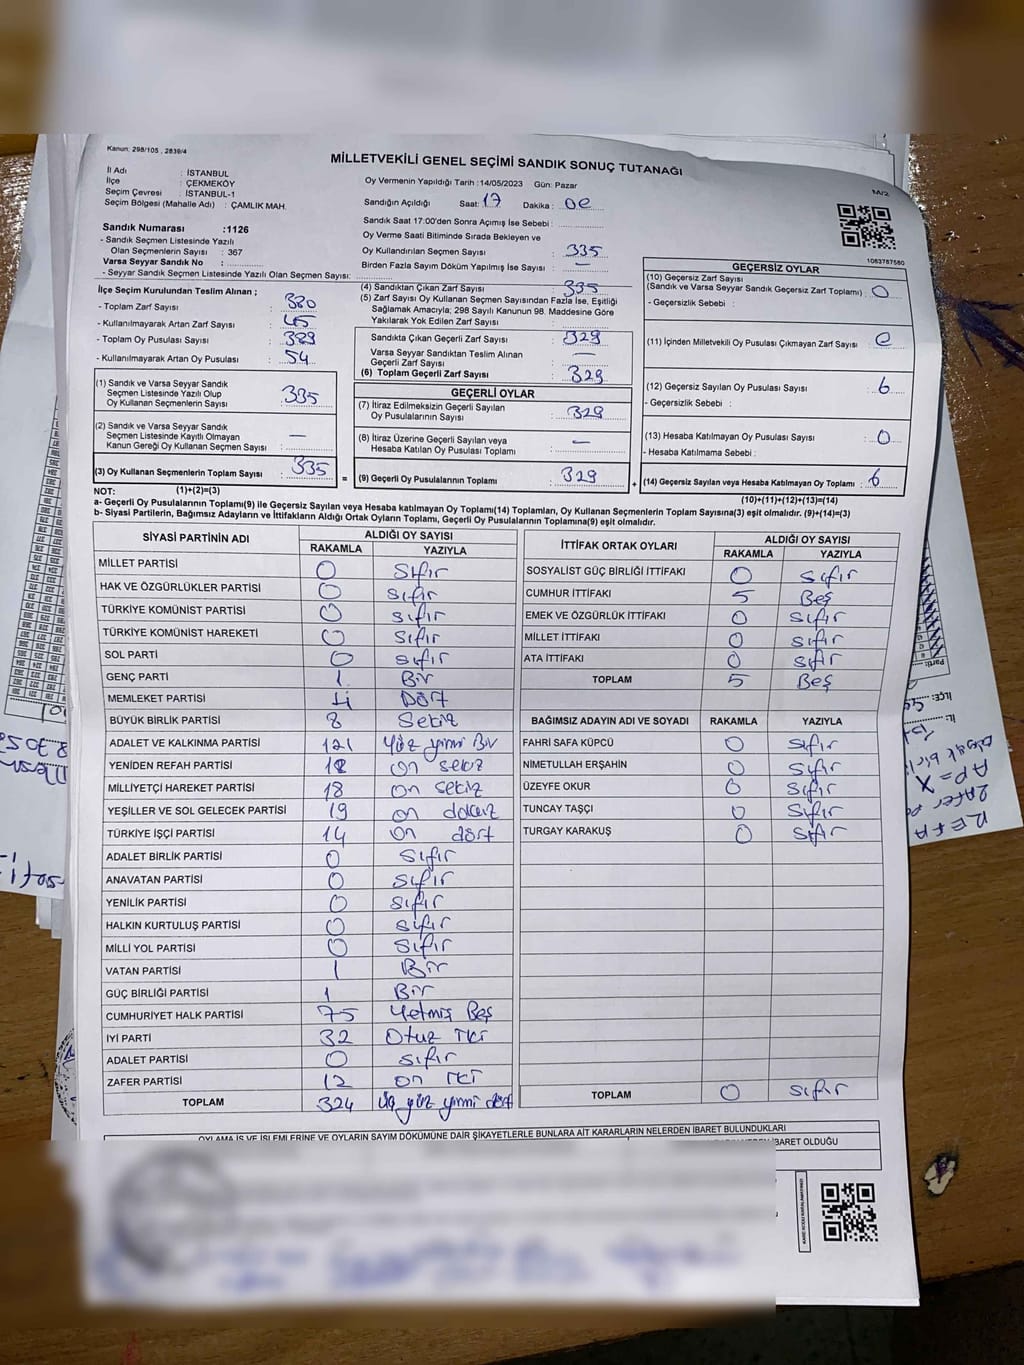 Kanun: 298/105 , 2839/4
MİLLETVEKİLİ GENEL SEÇİMİ SANDIK SONUÇ TUTANAĞI
M/2
1083787580
İl Adı : İSTANBUL
İlçe : ÇEKMEKÖY
Seçim Çevresi : İSTANBUL-1
Seçim Bölgesi (Mahalle Adı) : ÇAMLIK MAH.
Oy Vermenin Yapıldığı Tarih :14/05/2023 Gün: Pazar
Sandığın Açıldığı Saat: 17 Dakika : 00
Sandık Saat 17:00'den Sonra Açılmış İse Sebebi :
Oy Verme Saati Bitiminde Sırada Bekleyen ve
Oy Kullandırılan Seçmen Sayısı : 335
Birden Fazla Sayım Döküm Yapılmış İse Sayısı : —
Sandık Numarası :1126
- Sandık Seçmen Listesinde Yazılı
Olan Seçmenlerin Sayısı : 367
Varsa Seyyar Sandık No :
- Seyyar Sandık Seçmen Listesinde Yazılı Olan Seçmen Sayısı:
İlçe Seçim Kurulundan Teslim Alınan ;
- Toplam Zarf Sayısı : 380
- Kullanılmayarak Artan Zarf Sayısı : 45
- Toplam Oy Pusulası Sayısı : 389
- Kullanılmayarak Artan Oy Pusulası : 54
(1) Sandık ve Varsa Seyyar Sandık
Seçmen Listesinde Yazılı Olup
Oy Kullanan Seçmenlerin Sayısı : 335
(2) Sandık ve Varsa Seyyar Sandık
Seçmen Listesinde Kayıtlı Olmayan
Kanun Gereği Oy Kullanan Seçmen Sayısı : —
(3) Oy Kullanan Seçmenlerin Toplam Sayısı : 335
(1)+(2)=(3)
(4) Sandıktan Çıkan Zarf Sayısı : 335
(5) Zarf Sayısı Oy Kullanan Seçmen Sayısından Fazla İse, Eşitliği
Sağlamak Amacıyla; 298 Sayılı Kanunun 98. Maddesine Göre
Yakılarak Yok Edilen Zarf Sayısı :
Sandıkta Çıkan Geçerli Zarf Sayısı : 329
Varsa Seyyar Sandıktan Teslim Alınan
Geçerli Zarf Sayısı : —
(6) Toplam Geçerli Zarf Sayısı : 329
GEÇERLİ OYLAR
(7) İtiraz Edilmeksizin Geçerli Sayılan
Oy Pusulalarının Sayısı : 329
(8) İtiraz Üzerine Geçerli Sayılan veya
Hesaba Katılan Oy Pusulası Toplamı : —
= (9) Geçerli Oy Pusulalarının Toplamı : 329
GEÇERSİZ OYLAR
(10) Geçersiz Zarf Sayısı
(Sandık ve Varsa Seyyar Sandık Geçersiz Zarf Toplamı) : 0
- Geçersizlik Sebebi :
(11) İçinden Milletvekili Oy Pusulası Çıkmayan Zarf Sayısı : 0
(12) Geçersiz Sayılan Oy Pusulası Sayısı : 6
- Geçersizlik Sebebi :
(13) Hesaba Katılmayan Oy Pusulası Sayısı : 0
- Hesaba Katılmama Sebebi :
+ (14) Geçersiz Sayılan veya Hesaba Katılmayan Oy Toplamı : 6
(10)+(11)+(12)+(13)=(14)
NOT:
a- Geçerli Oy Pusulasının Toplamı(9) ile Geçersiz Sayılan veya Hesaba katılmayan Oy Toplamı(14) Toplamları, Oy Kullanan Seçmenlerin Toplam Sayısına(3) eşit olmalıdır. (9)+(14)=(3)
b- Siyasi Partilerin, Bağımsız Adayların ve İttifakların Aldığı Ortak Oyların Toplamı, Geçerli Oy Pusulalarının Toplamına(9) eşit olmalıdır.
SİYASİ PARTİNİN ADI ALDIĞI OY SAYISI
RAKAMLA YAZIYLA
MİLLET PARTİSİ 0 Sıfır
HAK VE ÖZGÜRLÜKLER PARTİSİ 0 sıfır
TÜRKİYE KOMÜNİST PARTİSİ 0 sıfır
TÜRKİYE KOMÜNİST HAREKETİ 0 sıfır
SOL PARTİ 0 sıfır
GENÇ PARTİ 1 Bir
MEMLEKET PARTİSİ 4 Dört
BÜYÜK BİRLİK PARTİSİ 8 Sekiz
ADALET VE KALKINMA PARTİSİ 121 Yüz yirmi Bir
YENİDEN REFAH PARTİSİ 18 on sekiz
MİLLİYETÇİ HAREKET PARTİSİ 18 on sekiz
YEŞİLLER VE SOL GELECEK PARTİSİ 19 on dokuz
TÜRKİYE İŞÇİ PARTİSİ 14 on dört
ADALET BİRLİK PARTİSİ 0 sıfır
ANAVATAN PARTİSİ 0 sıfır
YENİLİK PARTİSİ 0 sıfır
HALKIN KURTULUŞ PARTİSİ 0 sıfır
MİLLİ YOL PARTİSİ 0 sıfır
VATAN PARTİSİ 1 Bir
GÜÇ BİRLİĞİ PARTİSİ 1 Bir
CUMHURİYET HALK PARTİSİ 75 Yetmiş Beş
İYİ PARTİ 32 Otuz iki
ADALET PARTİSİ 0 sıfır
ZAFER PARTİSİ 12 on iki
TOPLAM 324 üç yüz yirmi dört
İTTİFAK ORTAK OYLARI ALDIĞI OY SAYISI
RAKAMLA YAZIYLA
SOSYALİST GÜÇ BİRLİĞİ İTTİFAKI 0 sıfır
CUMHUR İTTİFAKI 5 Beş
EMEK VE ÖZGÜRLÜK İTTİFAKI 0 sıfır
MİLLET İTTİFAKI 0 sıfır
ATA İTTİFAKI 0 sıfır
TOPLAM 5 Beş
BAĞIMSIZ ADAYIN ADI VE SOYADI RAKAMLA YAZIYLA
FAHRİ SAFA KÜPCÜ 0 sıfır
NİMETULLAH ERŞAHİN 0 sıfır
ÜZEYFE OKUR 0 sıfır
TUNCAY TAŞÇI 0 sıfır
TURGAY KARAKUŞ 0 sıfır
TOPLAM 0 sıfır
OYLAMA İŞ VE İŞLEMLERİNE VE OYLARIN SAYIM DÖKÜMÜNE DAİR ŞİKAYETLERLE BUNLARA AİT KARARLARIN NELERDEN İBARET BULUNDUKLARI
İBARET OLDUĞU